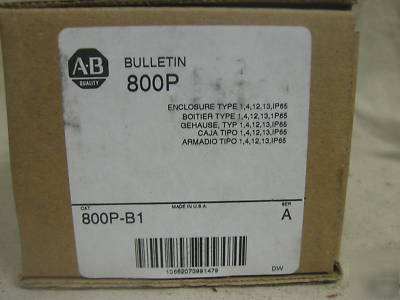 A-B
QUALITY
BULLETIN
800P
ENCLOSURE TYPE 1,4,12,13,IP65
BOITIER TYPE 1,4,12,13,IP65
GEHAUSE, TYP 1,4,12,13,IP65
CAJA TIPO 1,4,12,13,IP65
ARMADIO TIPO 1,4,12,13,IP65
CAT
MADE IN U.S.A.
SER
800P-B1
A
10662073991479
DW